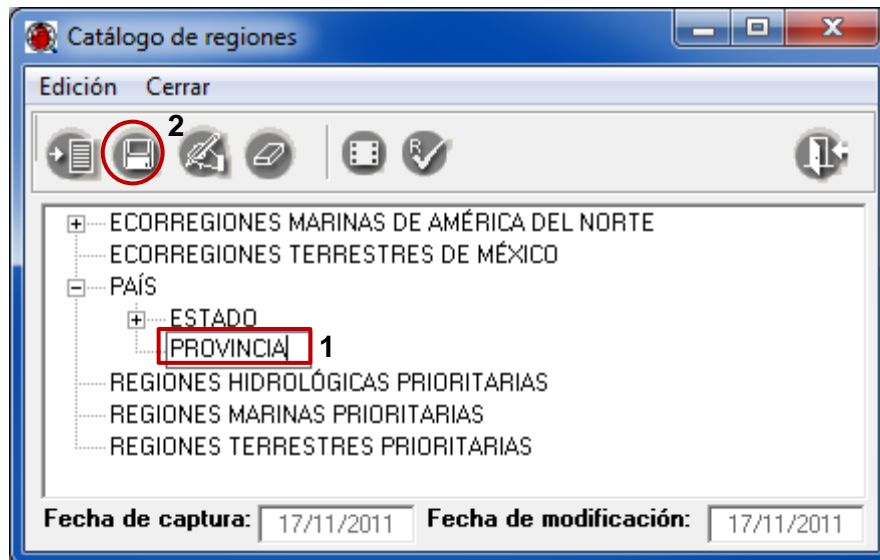 Catálogo de regiones
Edición Cerrar
2
R
ECORREGIONES MARINAS DE AMÉRICA DEL NORTE
ECORREGIONES TERRESTRES DE MÉXICO
PAÍS
ESTADO
PROVINCIA 1
REGIONES HIDROLÓGICAS PRIORITARIAS
REGIONES MARINAS PRIORITARIAS
REGIONES TERRESTRES PRIORITARIAS
Fecha de captura: 17/11/2011 Fecha de modificación: 17/11/2011